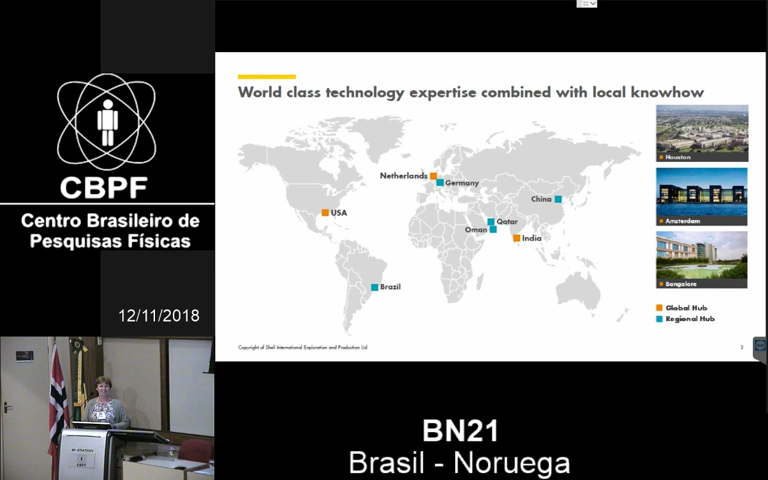 World class technology expertise combined with local knowhow
Netherlands
Germany
USA
China
Qatar
Oman
India
Brazil
Houston
Amsterdam
Bangalore
Global Hub
Regional Hub
Copyright of Shell International Exploration and Production Ltd
3
CBPF
Centro Brasileiro de
Pesquisas Físicas
12/11/2018
CBPF
BN21
Brasil - Noruega